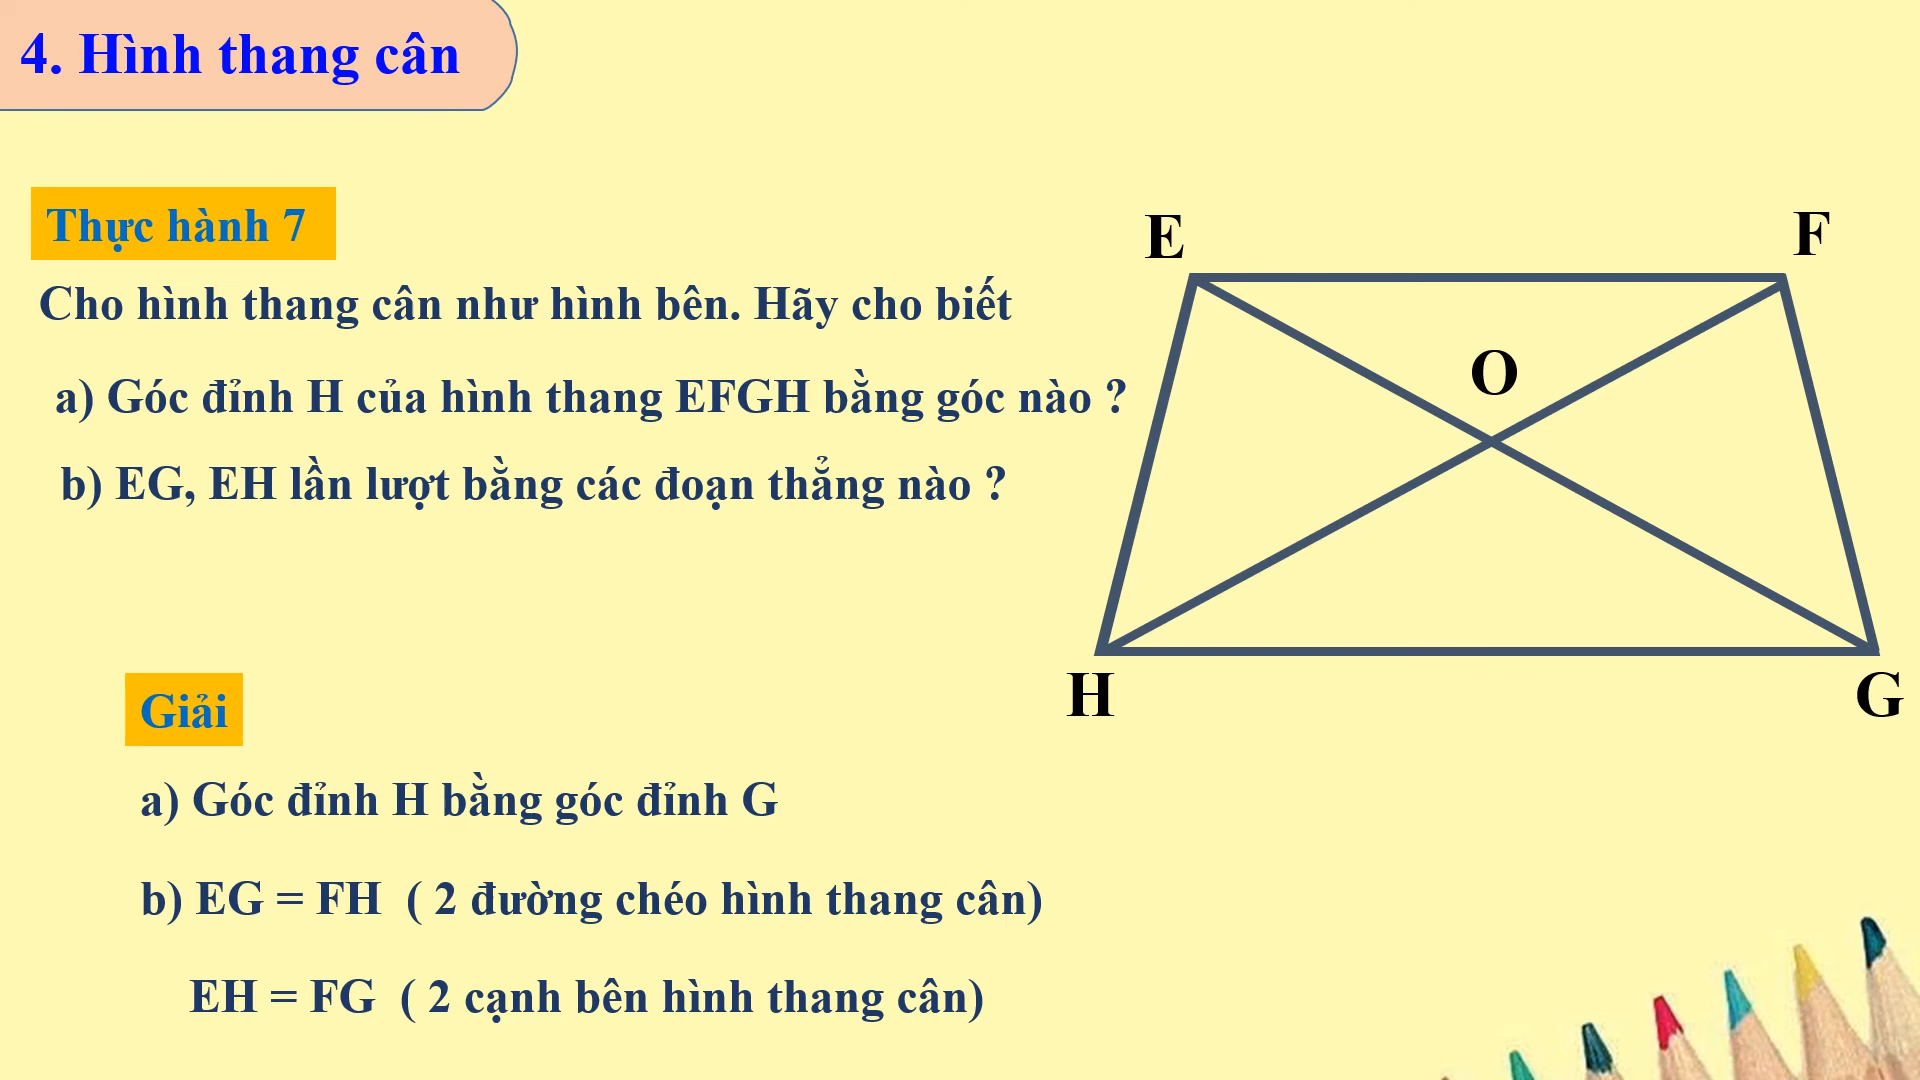 4. Hình thang cân
Thực hành 7
Cho hình thang cân như hình bên. Hãy cho biết
a) Góc đỉnh H của hình thang EFGH bằng góc nào ?
b) EG, EH lần lượt bằng các đoạn thẳng nào ?
E
F
O
H
G
Giải
a) Góc đỉnh H bằng góc đỉnh G
b) EG = FH ( 2 đường chéo hình thang cân)
EH = FG ( 2 cạnh bên hình thang cân)